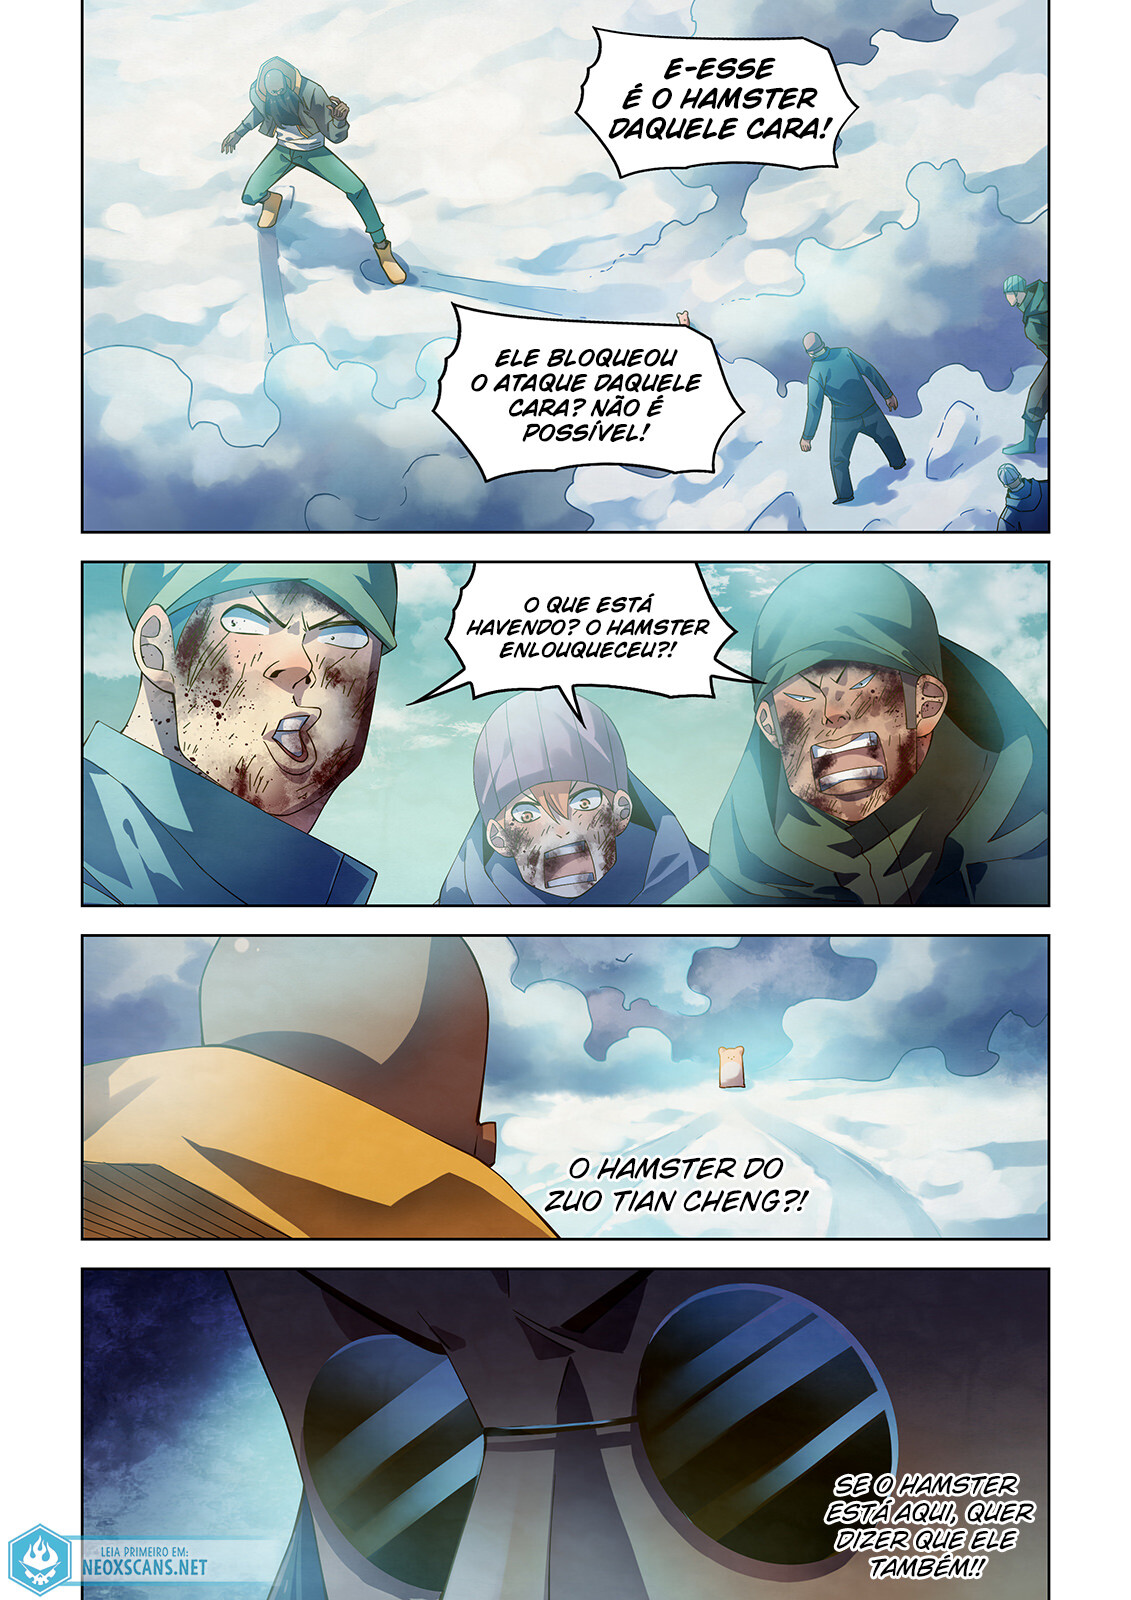 E-ESSE
É O HAMSTER
DAQUELE CARA!
ELE BLOQUEOU
O ATAQUE DAQUELE
CARA? NÃO É
POSSÍVEL!
O QUE ESTÁ
HAVENDO? O HAMSTER
ENLOUQUECEU?!
O HAMSTER DO
ZUO TIAN CHENG?!
SE O HAMSTER
ESTÁ AQUI, QUER
DIZER QUE ELE
TAMBÉM!!
LEIA PRIMEIRO EM:
NEOXSCANS.NET